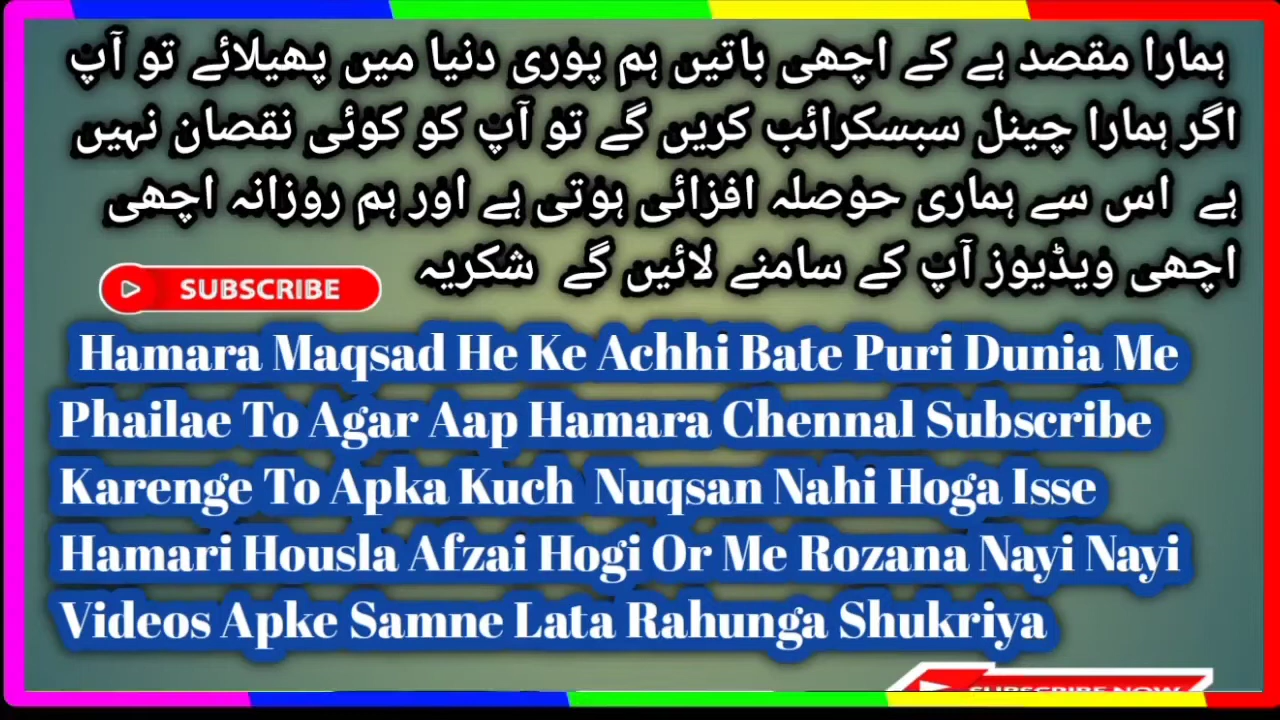 ہمارا مقصد ہے کے اچھی باتیں ہم پوری دنیا میں پھیلائے تو آپ
اگر ہمارا چینل سبسکرائب کریں گے تو آپ کو کوئی نقصان نہیں
ہے اس سے ہماری حوصلہ افزائی ہوتی ہے اور ہم روزانہ اچھی
اچھی ویڈیوز آپ کے سامنے لائیں گے شکریہ
SUBSCRIBE
Hamara Maqsad He Ke Achhi Bate Puri Dunia Me
Phailae To Agar Aap Hamara Chennal Subscribe
Karenge To Apka Kuch Nuqsan Nahi Hoga Isse
Hamari Housla Afzai Hogi Or Me Rozana Nayi Nayi
Videos Apke Samne Lata Rahunga Shukriya
SUBSCRIBE NOW